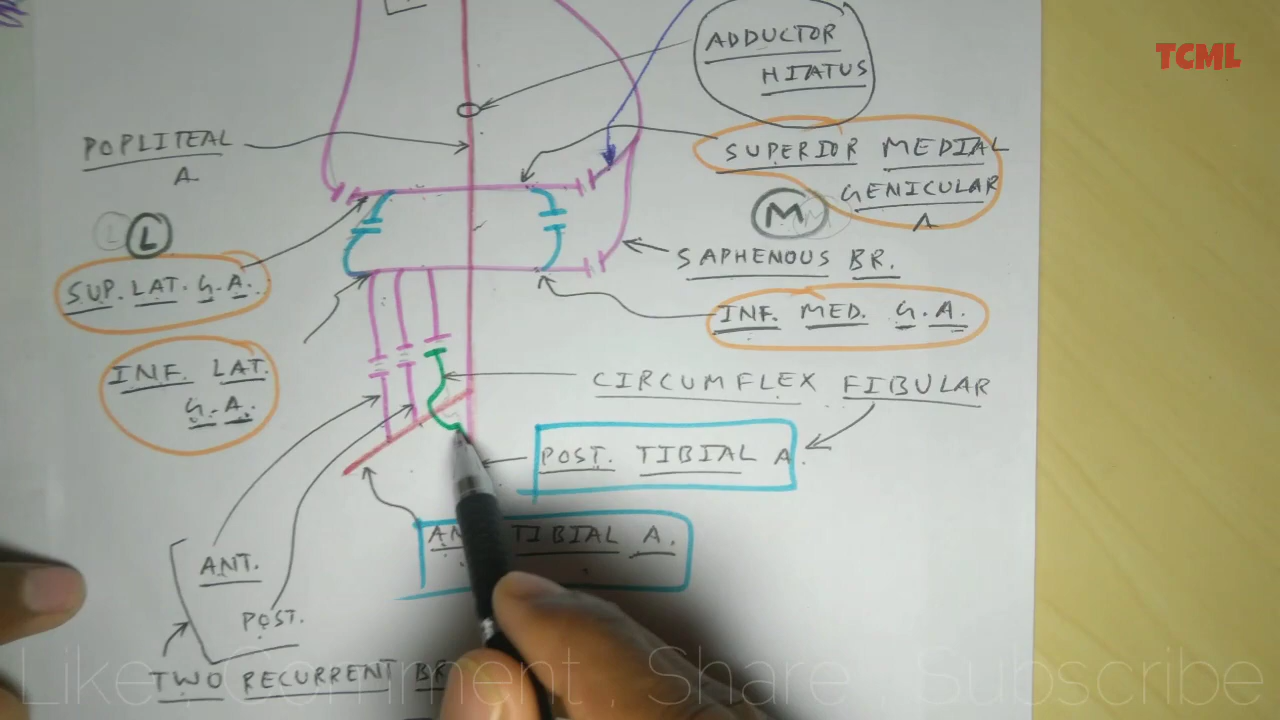 TCML
ADDUCTOR
HIATUS
POPLITEAL
A
SUPERIOR MEDIAL
GENICULAR
A
M
L
SAPHENOUS BR.
SUP. LAT. G.A.
INF. MED. G.A.
INF. LAT.
G.A.
CIRCUMFLEX FIBULAR
POST. TIBIAL A.
TIBIAL A.
ANT.
POST.
TWO RECURRENT BR
Like, Comment, Share, Subscribe